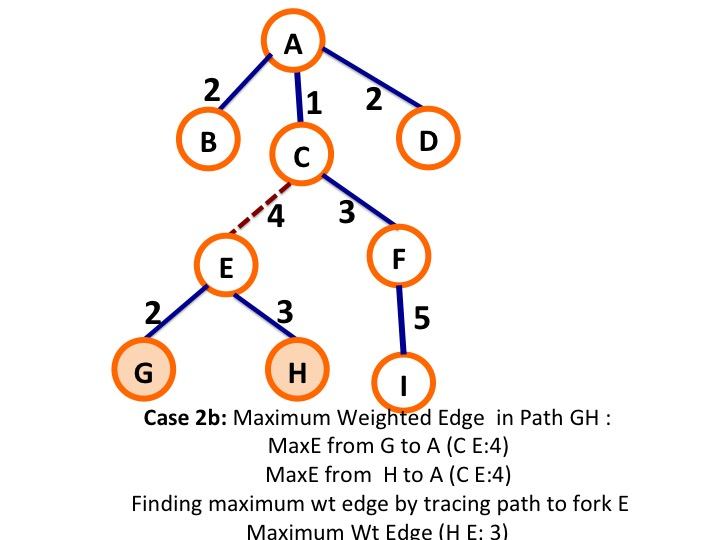 A
2
1
2
B
C
D
4
3
E
F
2
3
5
G
H
I
Case 2b: Maximum Weighted Edge in Path GH :
MaxE from G to A (C E:4)
MaxE from H to A (C E:4)
Finding maximum wt edge by tracing path to fork E
Maximum Wt Edge (H E: 3)